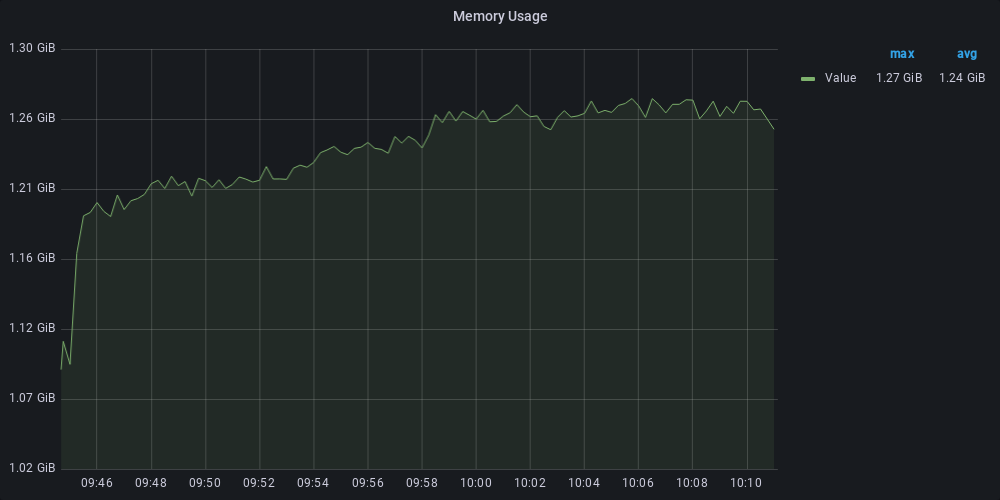 Memory Usage
1.30 GiB
1.26 GiB
1.21 GiB
1.16 GiB
1.12 GiB
1.07 GiB
1.02 GiB
09:46 09:48 09:50 09:52 09:54 09:56 09:58 10:00 10:02 10:04 10:06 10:08 10:10
max avg
Value 1.27 GiB 1.24 GiB